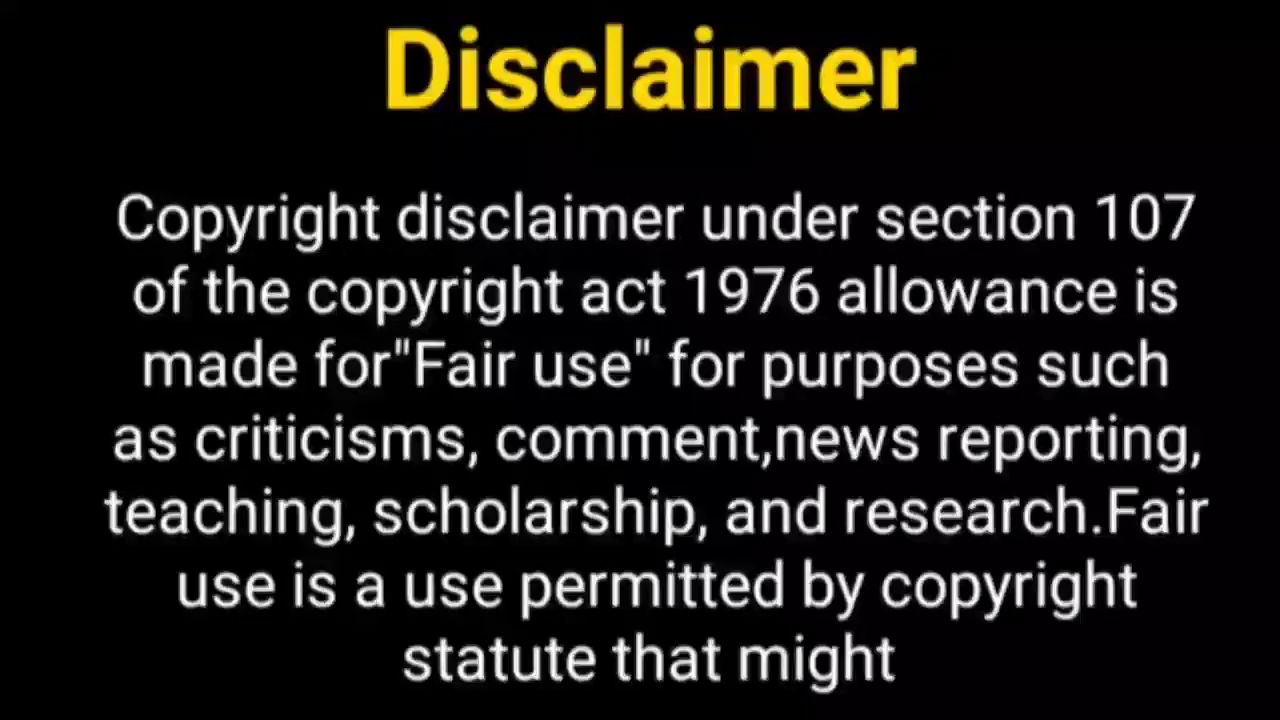 Disclaimer
Copyright disclaimer under section 107
of the copyright act 1976 allowance is
made for"Fair use" for purposes such
as criticisms, comment,news reporting,
teaching, scholarship, and research.Fair
use is a use permitted by copyright
statute that might